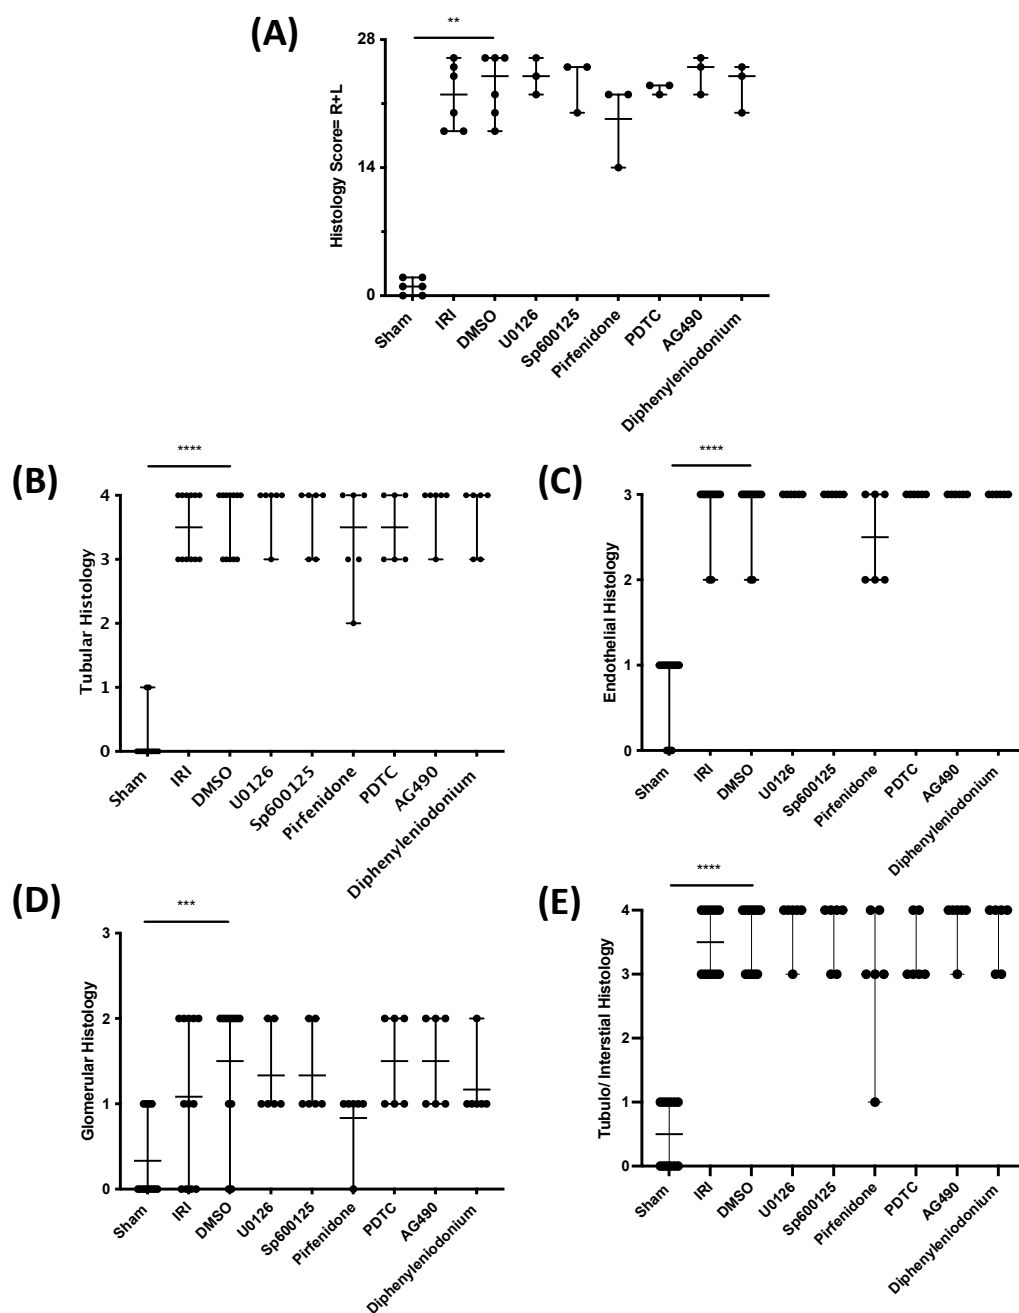 (A)
**
28
14
0
Histology Score= R+L
Sham
IRI
DMSO
U0126
Sp600125
Pirfenidone
PDTC
AG490
Diphenyleniodonium
(B)
****
4
3
2
1
0
Tubular Histology
Sham
IRI
DMSO
U0126
Sp600125
Pirfenidone
PDTC
AG490
Diphenyleniodonium
(C)
****
3
2
1
0
Endothelial Histology
Sham
IRI
DMSO
U0126
Sp600125
Pirfenidone
PDTC
AG490
Diphenyleniodonium
(D)
***
3
2
1
0
Glomerular Histology
Sham
IRI
DMSO
U0126
Sp600125
Pirfenidone
PDTC
AG490
Diphenyleniodonium
(E)
****
4
3
2
1
0
Tubulo/ Interstial Histology
Sham
IRI
DMSO
U0126
Sp600125
Pirfenidone
PDTC
AG490
Diphenyleniodonium